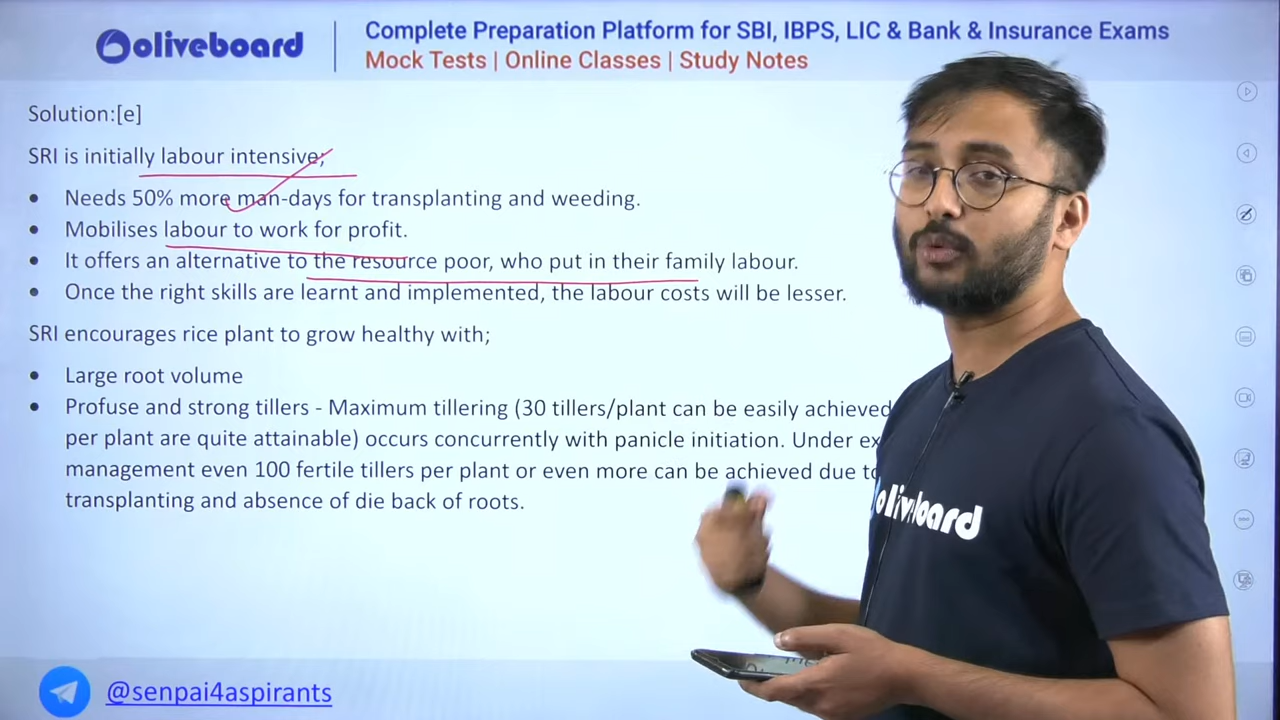 oliveboard
Complete Preparation Platform for SBI, IBPS, LIC & Bank & Insurance Exams
Mock Tests | Online Classes | Study Notes
Solution:[e]
SRI is initially labour intensive;
• Needs 50% more man-days for transplanting and weeding.
• Mobilises labour to work for profit.
• It offers an alternative to the resource poor, who put in their family labour.
• Once the right skills are learnt and implemented, the labour costs will be lesser.
SRI encourages rice plant to grow healthy with;
• Large root volume
• Profuse and strong tillers - Maximum tillering (30 tillers/plant can be easily achieved
per plant are quite attainable) occurs concurrently with panicle initiation. Under ex
management even 100 fertile tillers per plant or even more can be achieved due to
transplanting and absence of die back of roots.
oliveboard
@senpai4aspirants